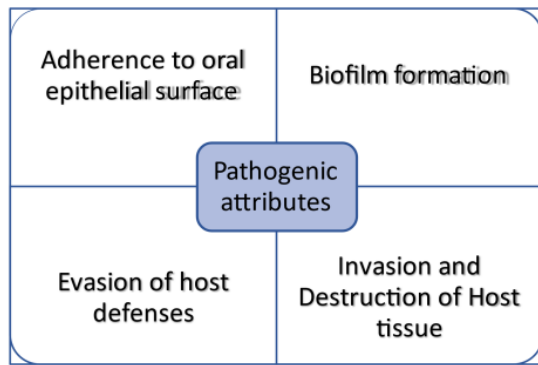 Adherence to oral
epithelial surface
Biofilm formation
Pathogenic
attributes
Evasion of host
defenses
Invasion and
Destruction of Host
tissue